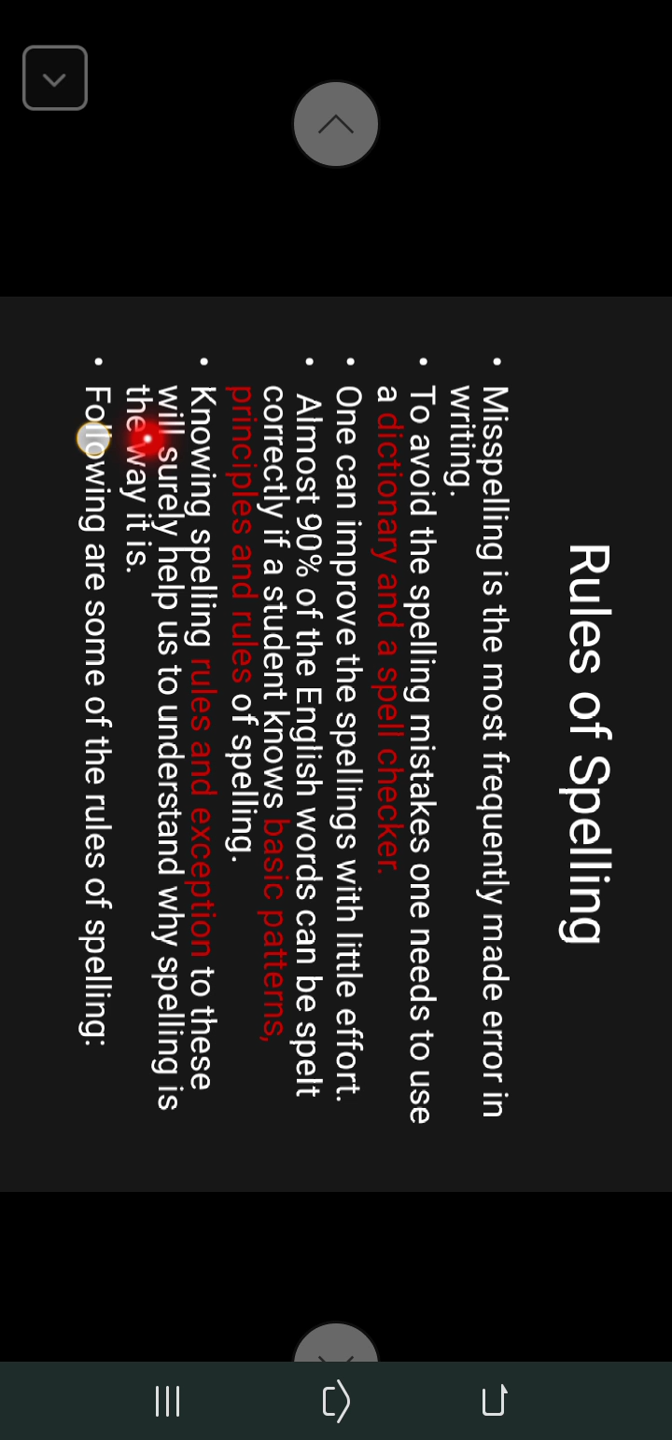 Rules of Spelling
• Misspelling is the most frequently made error in
writing.
• To avoid the spelling mistakes one needs to use
a dictionary and a spell checker.
• One can improve the spellings with little effort.
• Almost 90% of the English words can be spelt
correctly if a student knows basic patterns,
principles and rules of spelling.
• Knowing spelling rules and exception to these
will surely help us to understand why spelling is
the way it is.
• Following are some of the rules of spelling: